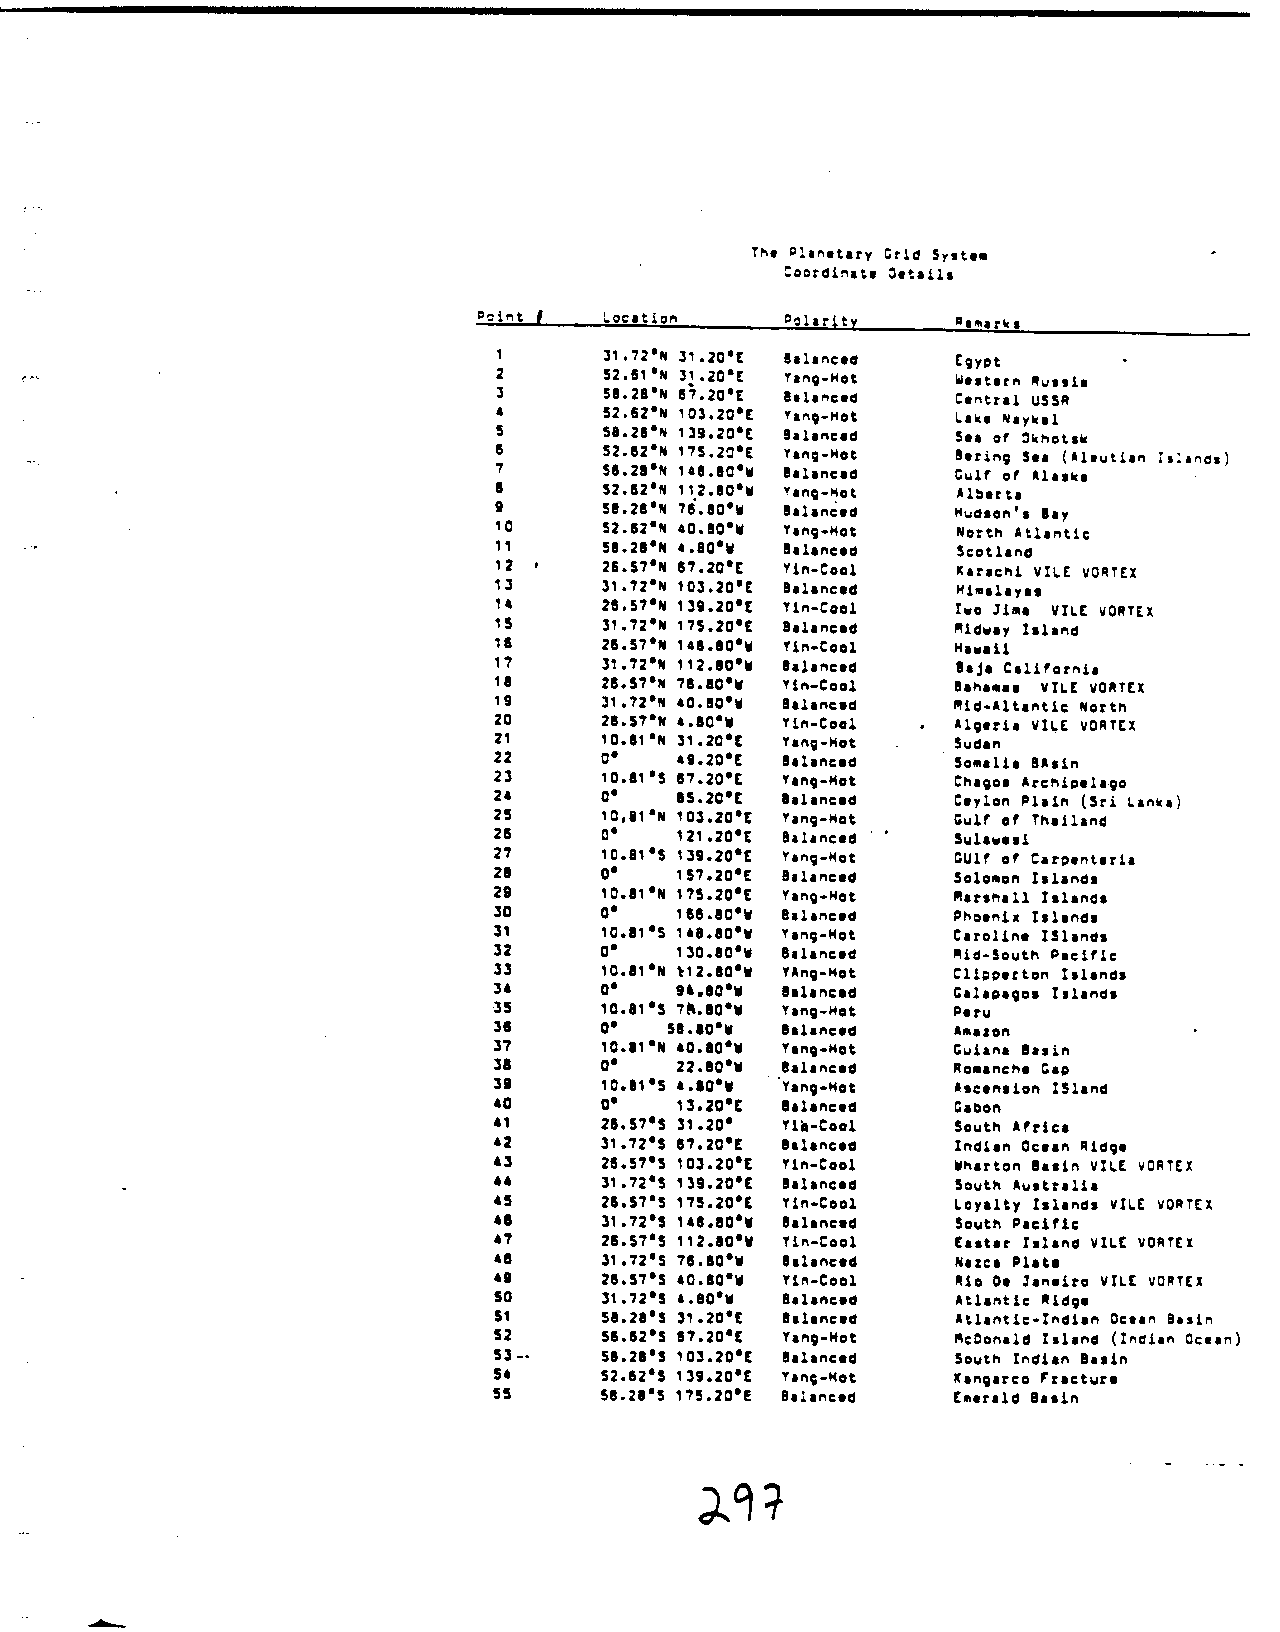 The Planetary Grid System
Coordinate Details
Point # Location Polarity Remarks
1 31.72°N 31.20°E Balanced Egypt
2 52.61°N 31.20°E Yang-Hot Western Russia
3 58.28°N 67.20°E Balanced Central USSR
4 52.62°N 103.20°E Yang-Hot Lake Naykal
5 58.28°N 139.20°E Balanced Sea of Okhotsk
6 52.62°N 175.20°E Yang-Hot Bering Sea (Aleutian Islands)
7 58.28°N 148.80°W Balanced Gulf of Alaska
8 52.62°N 112.80°W Yang-Hot Alberta
9 58.28°N 76.80°W Balanced Hudson's Bay
10 52.62°N 40.80°W Yang-Hot North Atlantic
11 58.28°N 4.80°W Balanced Scotland
12 26.57°N 67.20°E Yin-Cool Karachi VILE VORTEX
13 31.72°N 103.20°E Balanced Himalayas
14 26.57°N 139.20°E Yin-Cool Iwo Jima VILE VORTEX
15 31.72°N 175.20°E Balanced Midway Island
16 26.57°N 148.80°W Yin-Cool Hawaii
17 31.72°N 112.80°W Balanced Baja California
18 26.57°N 76.80°W Yin-Cool Bahamas VILE VORTEX
19 31.72°N 40.80°W Balanced Mid-Altantic North
20 26.57°N 4.80°W Yin-Cool Algeria VILE VORTEX
21 10.81°N 31.20°E Yang-Hot Sudan
22 0° 49.20°E Balanced Somalia BAsin
23 10.81°S 67.20°E Yang-Hot Chagos Archipelago
24 0° 85.20°E Balanced Ceylon Plain (Sri Lanka)
25 10.81°N 103.20°E Yang-Hot Gulf of Thailand
26 0° 121.20°E Balanced Sulawesi
27 10.81°S 139.20°E Yang-Hot GUlf of Carpenteria
28 0° 157.20°E Balanced Solomon Islands
29 10.81°N 175.20°E Yang-Hot Marshall Islands
30 0° 166.80°W Balanced Phoenix Islands
31 10.81°S 148.80°W Yang-Hot Caroline ISlands
32 0° 130.80°W Balanced Mid-South Pacific
33 10.81°N 112.80°W YAng-Hot Clipperton Islands
34 0° 94.80°W Balanced Galapagos Islands
35 10.81°S 76.80°W Yang-Hot Peru
36 0° 58.80°W Balanced Amazon
37 10.81°N 40.80°W Yang-Hot Guiana Basin
38 0° 22.80°W Balanced Romanche Gap
39 10.81°S 4.80°W Yang-Hot Ascension ISland
40 0° 13.20°E Balanced Gabon
41 26.57°S 31.20° Yin-Cool South Africa
42 31.72°S 67.20°E Balanced Indian Ocean Ridge
43 26.57°S 103.20°E Yin-Cool Wharton Basin VILE VORTEX
44 31.72°S 139.20°E Balanced South Australia
45 26.57°S 175.20°E Yin-Cool Loyalty Islands VILE VORTEX
46 31.72°S 148.80°W Balanced South Pacific
47 26.57°S 112.80°W Yin-Cool Easter Island VILE VORTEX
48 31.72°S 76.80°W Balanced Nazca Plate
49 26.57°S 40.80°W Yin-Cool Rio De Janeiro VILE VORTEX
50 31.72°S 4.80°W Balanced Atlantic Ridge
51 58.28°S 31.20°E Balanced Atlantic-Indian Ocean Basin
52 56.62°S 67.20°E Yang-Hot McDonald Island (Indian Ocean)
53 58.28°S 103.20°E Balanced South Indian Basin
54 52.62°S 139.20°E Yang-Hot Kangaroo Fracture
55 58.28°S 175.20°E Balanced Emerald Basin
297